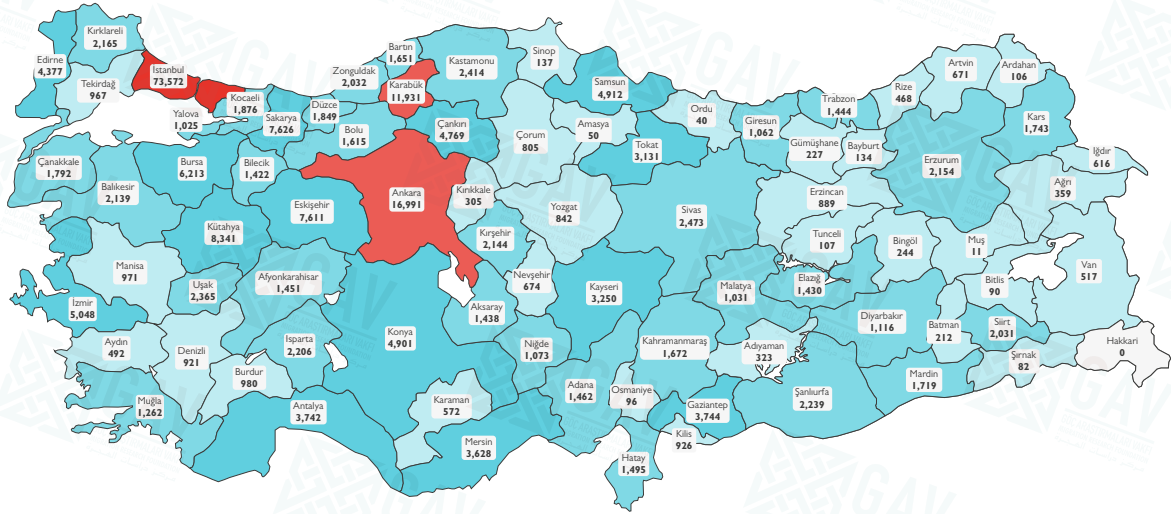 Kırklareli
2,165
Edirne
4,377
Tekirdağ
967
İstanbul
73,572
Kocaeli
1,876
Yalova
1,025
Sakarya
7,626
Düzce
1,849
Zonguldak
2,032
Bartın
1,651
Karabük
11,931
Kastamonu
2,414
Sinop
137
Samsun
4,912
Ordu
40
Giresun
1,062
Trabzon
1,444
Rize
468
Artvin
671
Ardahan
106
Kars
1,743
Iğdır
616
Ağrı
359
Erzurum
2,154
Bayburt
134
Gümüşhane
227
Erzincan
889
Tunceli
107
Bingöl
244
Muş
11
Bitlis
90
Van
517
Hakkari
0
Şırnak
82
Siirt
2,031
Batman
212
Mardin
1,719
Diyarbakır
1,116
Elazığ
1,430
Malatya
1,031
Adıyaman
323
Şanlıurfa
2,239
Gaziantep
3,744
Kilis
926
Hatay
1,495
Osmaniye
96
Kahramanmaraş
1,672
Adana
1,462
Mersin
3,628
Karaman
572
Niğde
1,073
Kayseri
3,250
Sivas
2,473
Tokat
3,131
Amasya
50
Çorum
805
Yozgat
842
Nevşehir
674
Aksaray
1,438
Kırşehir
2,144
Kırıkkale
305
Çankırı
4,769
Ankara
16,991
Bolu
1,615
Bilecik
1,422
Bursa
6,213
Çanakkale
1,792
Balıkesir
2,139
Kütahya
8,341
Eskişehir
7,611
Afyonkarahisar
1,451
Uşak
2,365
Manisa
971
İzmir
5,048
Aydın
492
Denizli
921
Muğla
1,262
Burdur
980
Isparta
2,206
Antalya
3,742
Konya
4,901
GAV